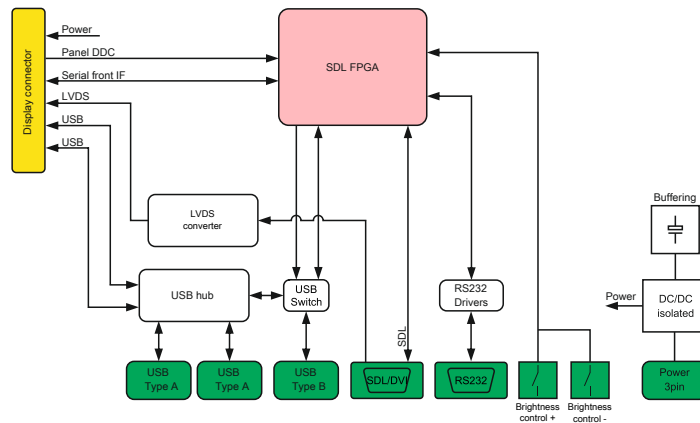 Power
Panel DDC
Serial front IF
LVDS
USB
USB
Display connector
SDL FPGA
LVDS
converter
USB hub
USB
Switch
RS232
Drivers
SDL
Buffering
Power
DC/DC
isolated
USB
Type A
USB
Type A
USB
Type B
SDL/DVI
RS232
Brightness
control +
Brightness
control -
Power
3pin